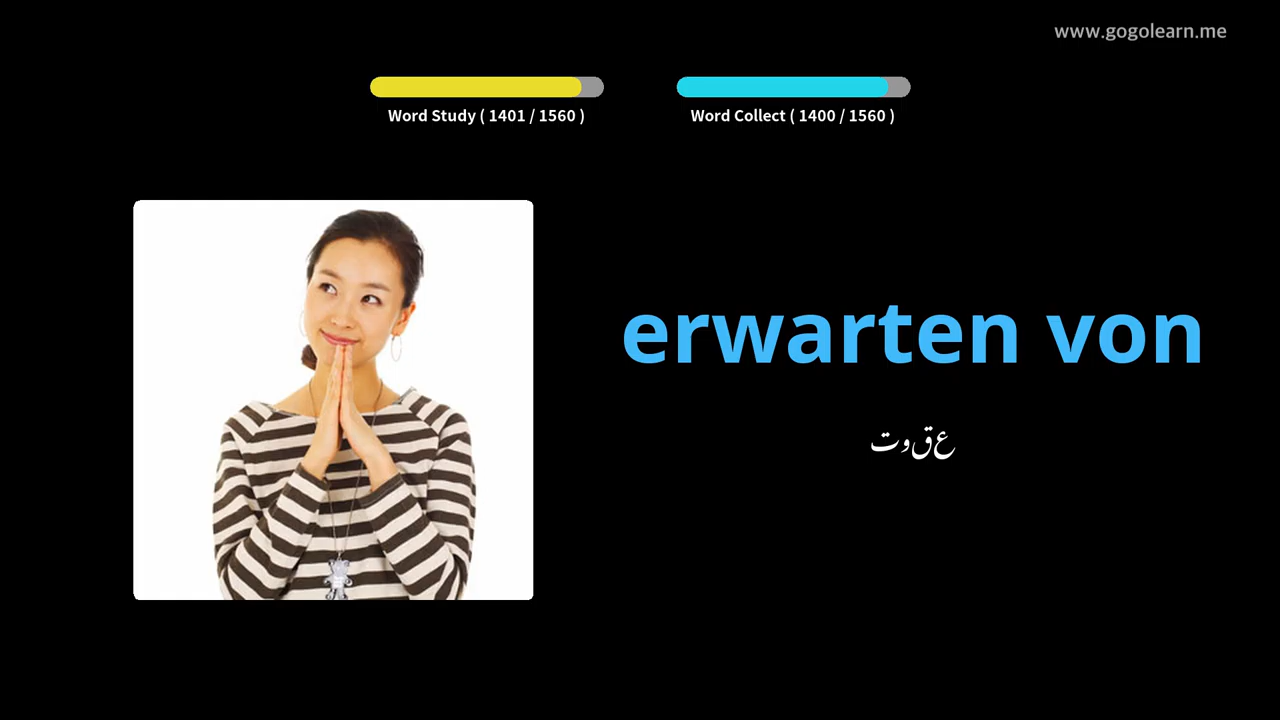 www.gogolearn.me
Word Study ( 1401 / 1560 )
Word Collect ( 1400 / 1560 )
erwarten von
عقوت